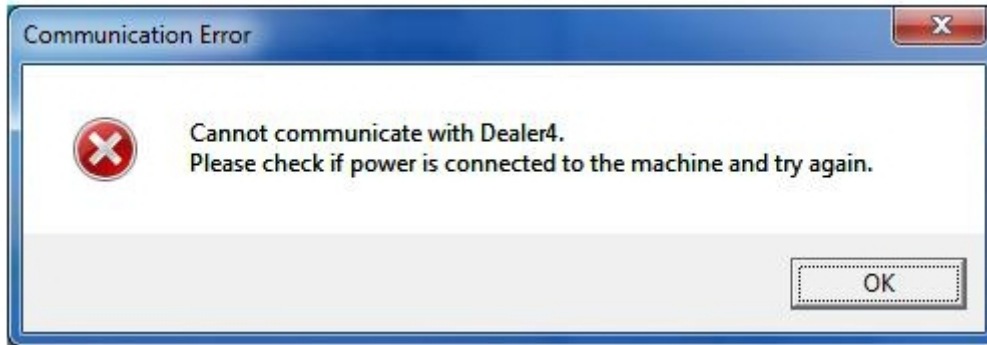 Communication Error
Cannot communicate with Dealer4.
Please check if power is connected to the machine and try again.
OK